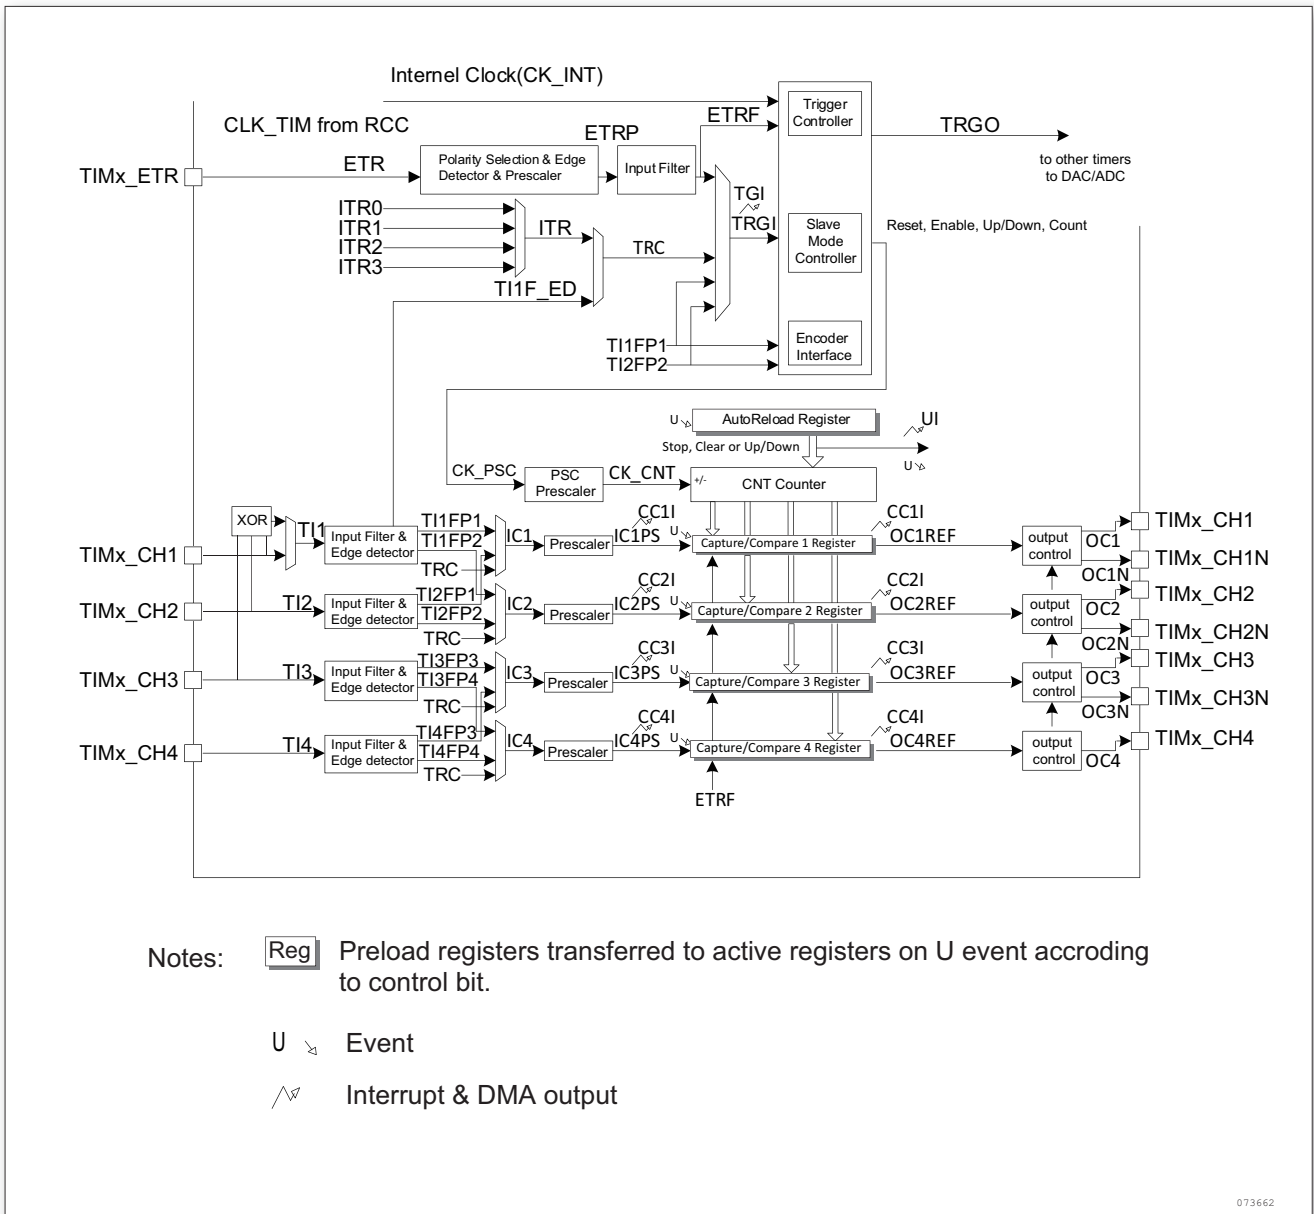 Internel Clock(CK_INT)
CLK_TIM from RCC
ETRF
Trigger
Controller
TRGO
to other timers
to DAC/ADC
TIMx_ETR
ETR
Polarity Selection & Edge
Detector & Prescaler
ETRP
Input Filter
TGI
TRGI
ITR0
ITR1
ITR2
ITR3
ITR
TRC
TI1F_ED
Slave
Mode
Controller
Reset, Enable, Up/Down, Count
TI1FP1
TI2FP2
Encoder
Interface
U
AutoReload Register
UI
Stop, Clear or Up/Down
U
CK_PSC
PSC
Prescaler
CK_CNT
+/-
CNT Counter
XOR
TIMx_CH1
TI1
Input Filter &
Edge detector
TI1FP1
TI1FP2
TRC
IC1
Prescaler
CC1I
IC1PS
U
Capture/Compare 1 Register
CC1I
OC1REF
output
control
OC1
OC1N
TIMx_CH1
TIMx_CH1N
TIMx_CH2
TI2
Input Filter &
Edge detector
TI2FP1
TI2FP2
TRC
IC2
Prescaler
CC2I
IC2PS
U
Capture/Compare 2 Register
CC2I
OC2REF
output
control
OC2
OC2N
TIMx_CH2
TIMx_CH2N
TIMx_CH3
TI3
Input Filter &
Edge detector
TI3FP3
TI3FP4
TRC
IC3
Prescaler
CC3I
IC3PS
U
Capture/Compare 3 Register
CC3I
OC3REF
output
control
OC3
OC3N
TIMx_CH3
TIMx_CH3N
TIMx_CH4
TI4
Input Filter &
Edge detector
TI4FP3
TI4FP4
TRC
IC4
Prescaler
CC4I
IC4PS
U
Capture/Compare 4 Register
CC4I
OC4REF
output
control
OC4
TIMx_CH4
ETRF
Notes:
Reg
Preload registers transferred to active registers on U event accroding
to control bit.
U
Event
Interrupt & DMA output
073662